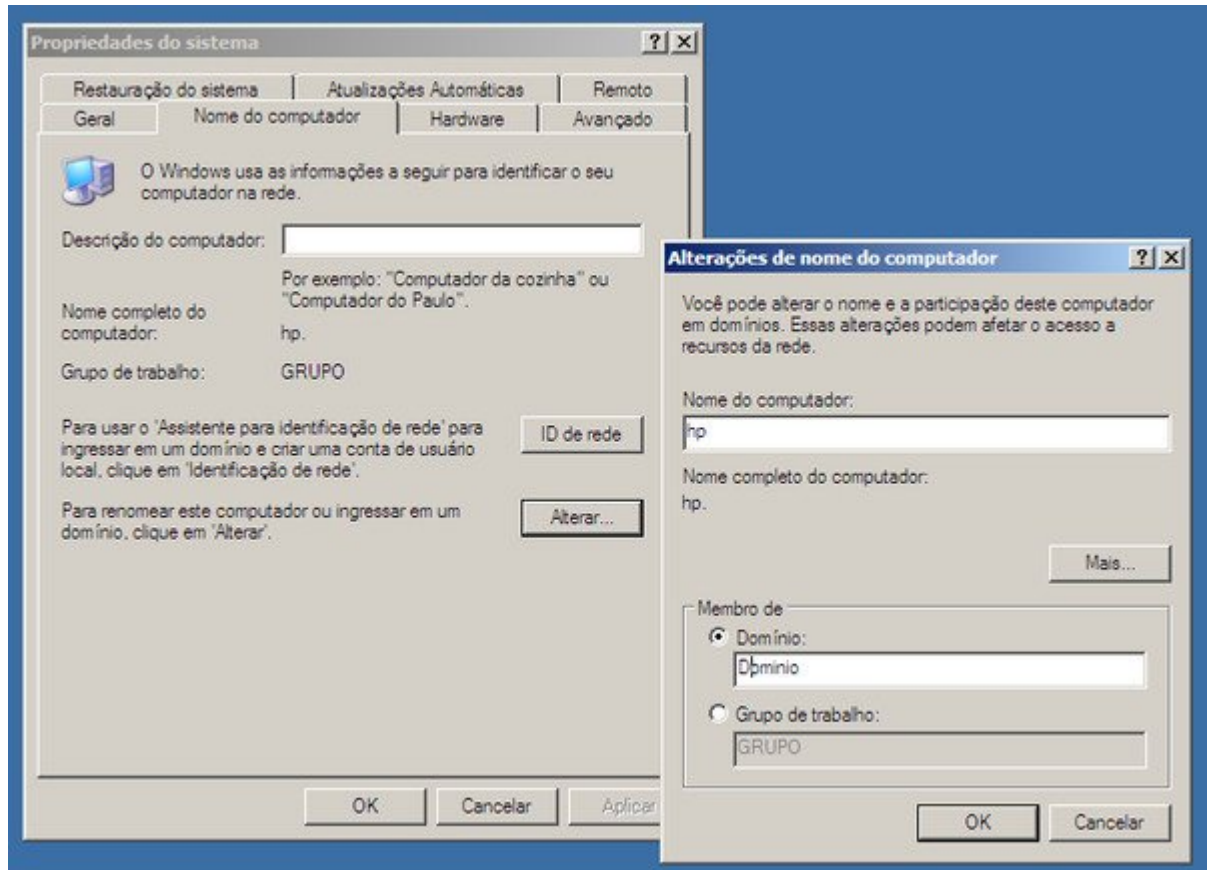 Propriedades do sistema
Restauração do sistema
Atualizações Automáticas
Remoto
Geral
Nome do computador
Hardware
Avançado
O Windows usa as informações a seguir para identificar o seu
computador na rede.
Descrição do computador:
Por exemplo: "Computador da cozinha" ou
"Computador do Paulo".
Nome completo do
computador:
hp.
Grupo de trabalho:
GRUPO
Para usar o 'Assistente para identificação de rede' para
ingressar em um domínio e criar uma conta de usuário
local, clique em 'Identificação de rede'.
ID de rede
Para renomear este computador ou ingressar em um
domínio, clique em 'Alterar'.
Alterar...
OK
Cancelar
Aplicar
Alterações de nome do computador
Você pode alterar o nome e a participação deste computador
em domínios. Essas alterações podem afetar o acesso a
recursos da rede.
Nome do computador:
hp
Nome completo do computador:
hp.
Mais...
Membro de
Domínio:
Dominio
Grupo de trabalho:
GRUPO
OK
Cancelar